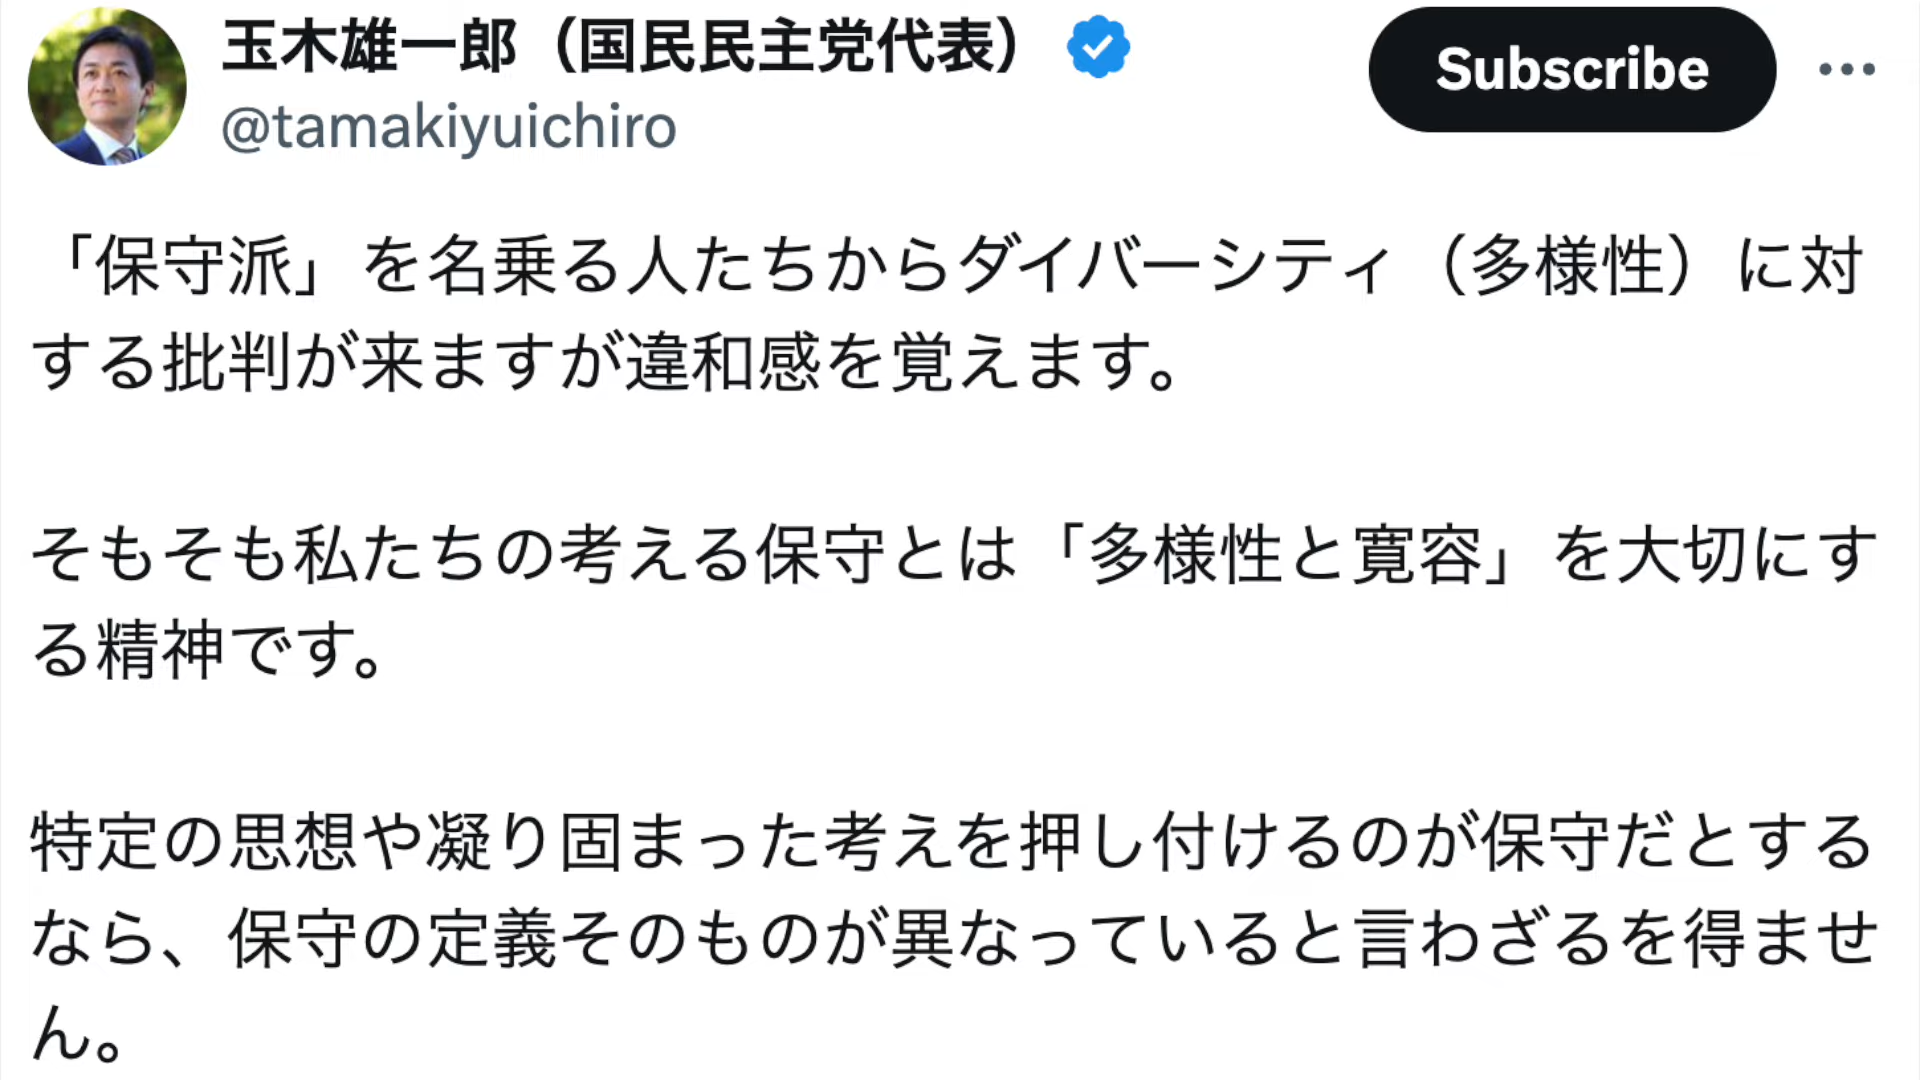 玉木雄一郎（国民民主党代表）
Subscribe
@tamakiyuichiro
「保守派」を名乗る人たちからダイバーシティ（多様性）に対
する批判が来ますが違和感を覚えます。
そもそも私たちの考える保守とは「多様性と寛容」を大切にす
る精神です。
特定の思想や凝り固まった考えを押し付けるのが保守だとする
なら、保守の定義そのものが異なっていると言わざるを得ませ
ん。